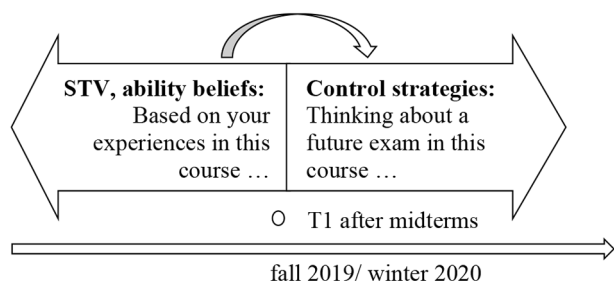 STV, ability beliefs:
Based on your
experiences in this
course …
Control strategies:
Thinking about a
future exam in this
course …
T1 after midterms
fall 2019/ winter 2020